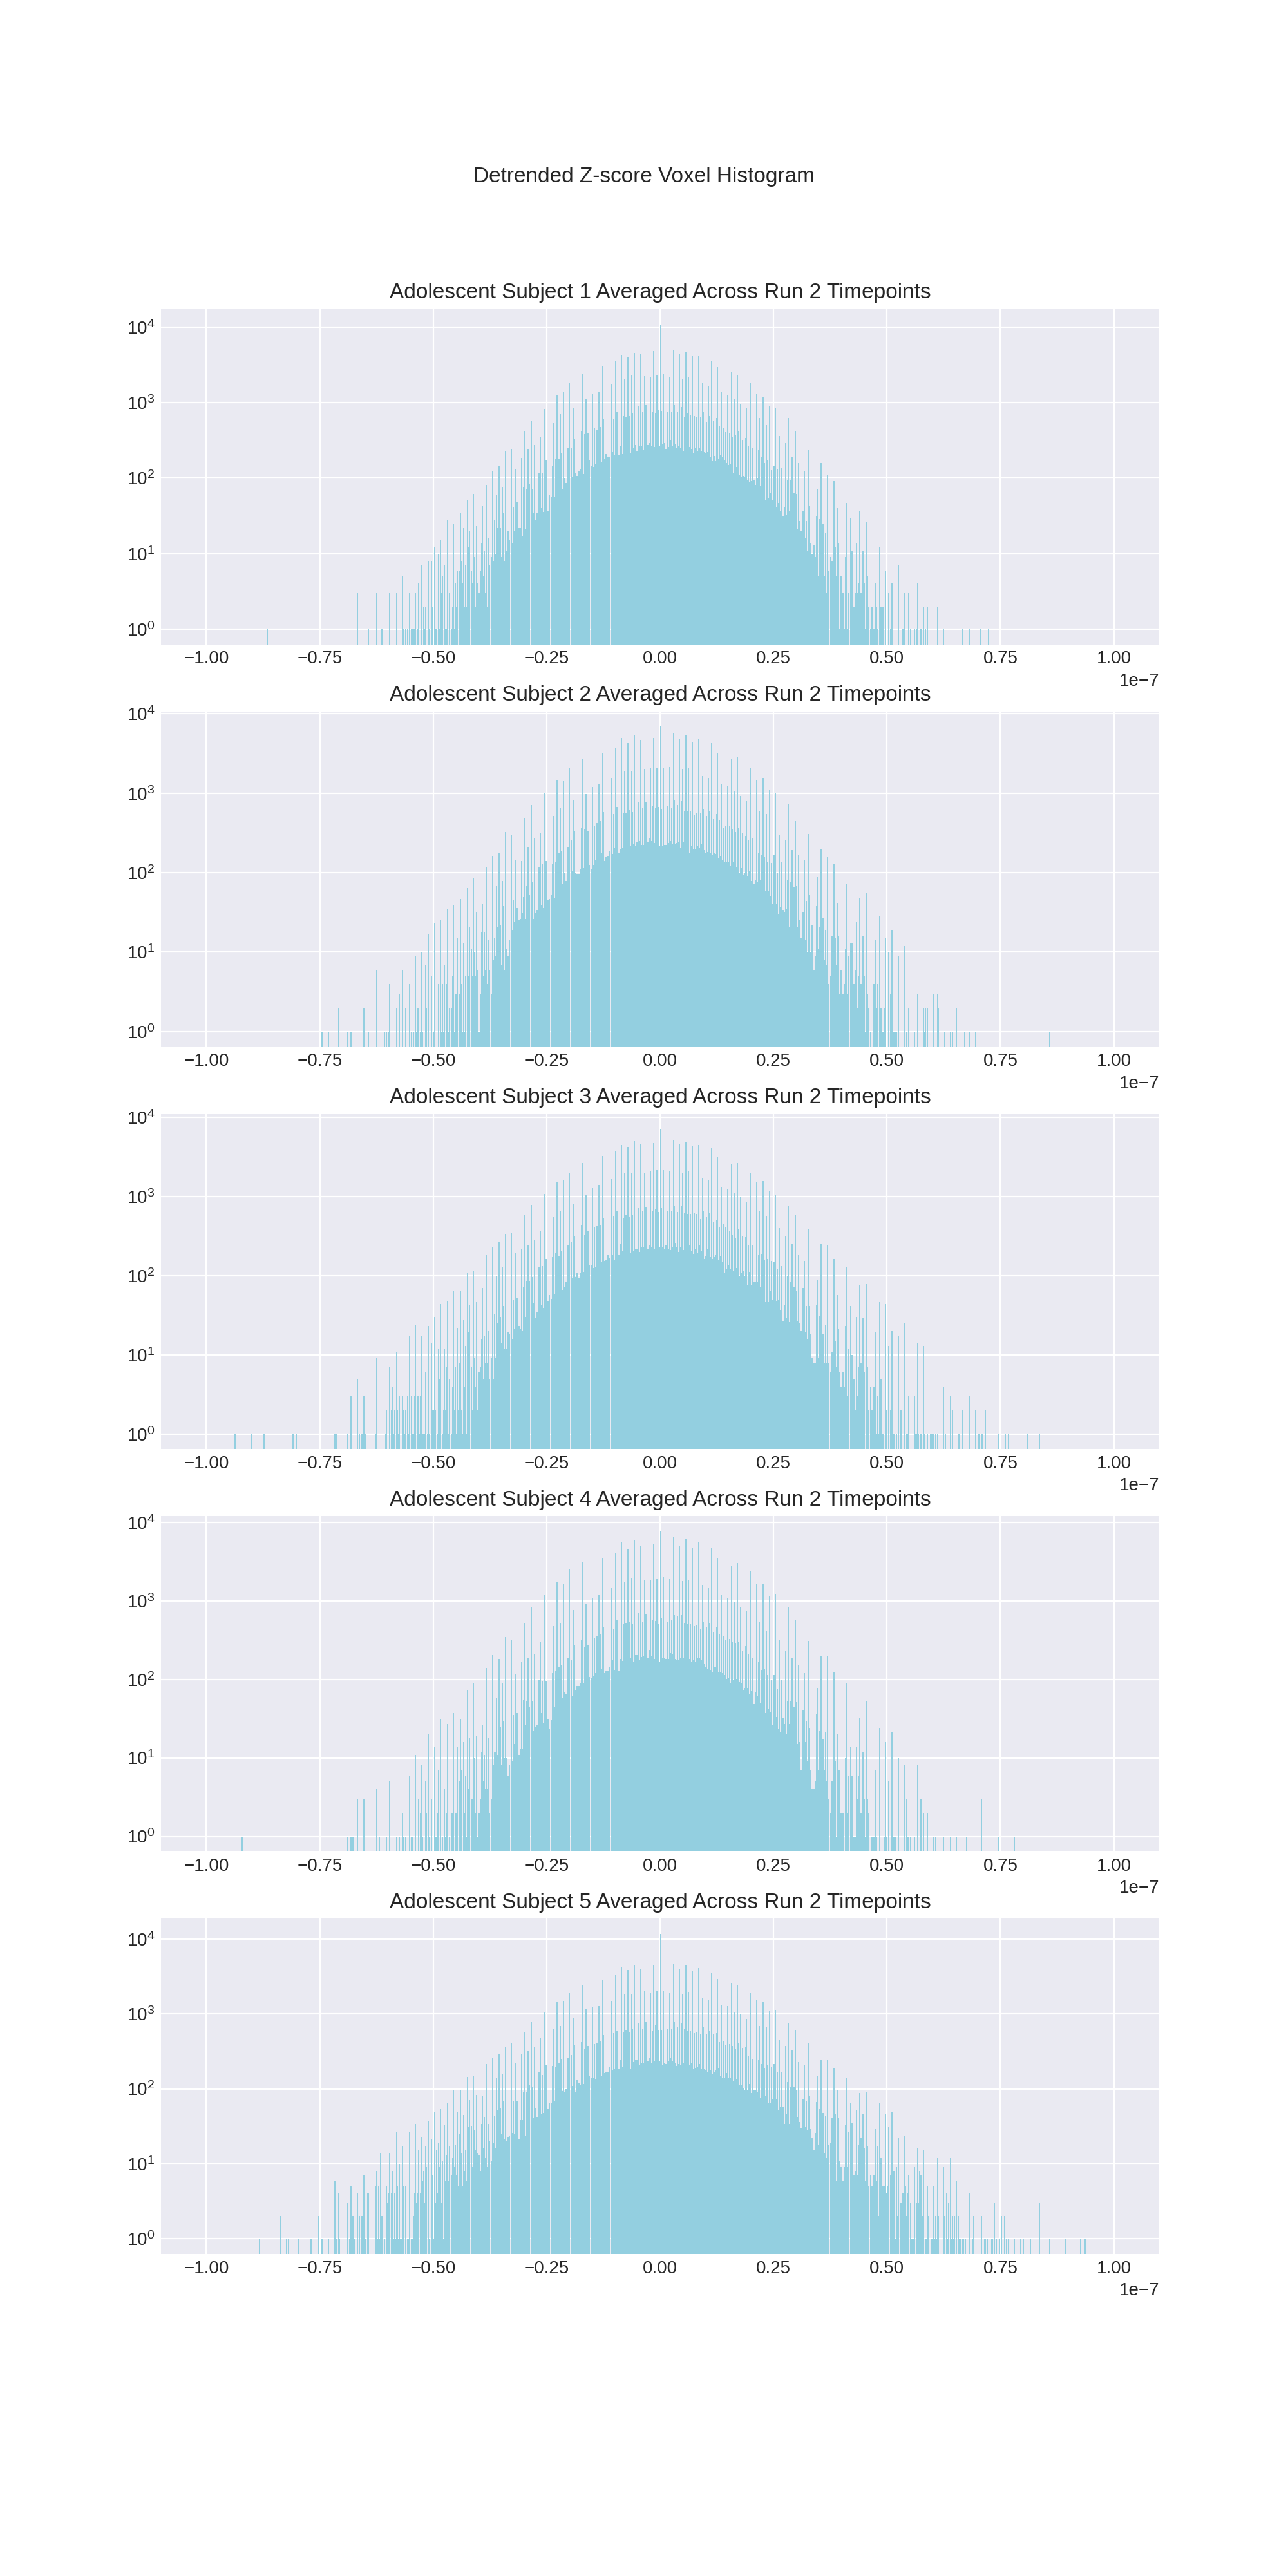 Detrended Z-score Voxel Histogram
Adolescent Subject 1 Averaged Across Run 2 Timepoints
10⁴
10³
10²
10¹
10⁰
−1.00 −0.75 −0.50 −0.25 0.00 0.25 0.50 0.75 1.00
1e−7
Adolescent Subject 2 Averaged Across Run 2 Timepoints
10⁴
10³
10²
10¹
10⁰
−1.00 −0.75 −0.50 −0.25 0.00 0.25 0.50 0.75 1.00
1e−7
Adolescent Subject 3 Averaged Across Run 2 Timepoints
10⁴
10³
10²
10¹
10⁰
−1.00 −0.75 −0.50 −0.25 0.00 0.25 0.50 0.75 1.00
1e−7
Adolescent Subject 4 Averaged Across Run 2 Timepoints
10⁴
10³
10²
10¹
10⁰
−1.00 −0.75 −0.50 −0.25 0.00 0.25 0.50 0.75 1.00
1e−7
Adolescent Subject 5 Averaged Across Run 2 Timepoints
10⁴
10³
10²
10¹
10⁰
−1.00 −0.75 −0.50 −0.25 0.00 0.25 0.50 0.75 1.00
1e−7